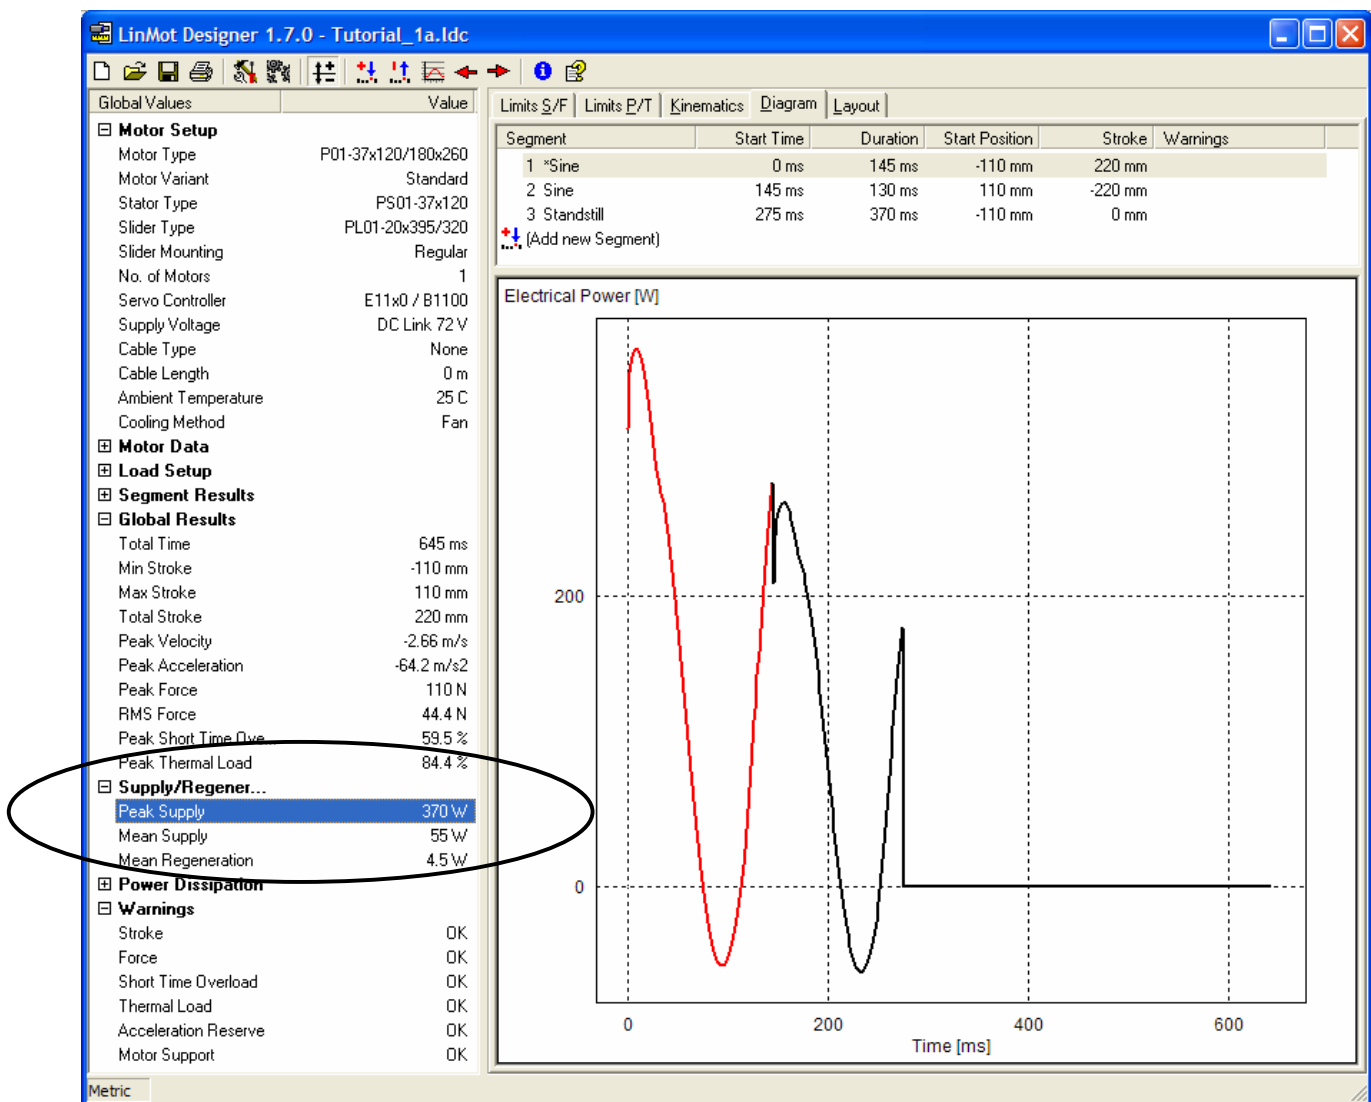 LinMot Designer 1.7.0 - Tutorial_1a.ldc
Global Values Value
Motor Setup
Motor Type P01-37x120/180x260
Motor Variant Standard
Stator Type PS01-37x120
Slider Type PL01-20x395/320
Slider Mounting Regular
No. of Motors 1
Servo Controller E11x0 / B1100
Supply Voltage DC Link 72 V
Cable Type None
Cable Length 0 m
Ambient Temperature 25 C
Cooling Method Fan
Motor Data
Load Setup
Segment Results
Global Results
Total Time 645 ms
Min Stroke -110 mm
Max Stroke 110 mm
Total Stroke 220 mm
Peak Velocity -2.66 m/s
Peak Acceleration -64.2 m/s2
Peak Force 110 N
RMS Force 44.4 N
Peak Short Time Ove... 59.5 %
Peak Thermal Load 84.4 %
Supply/Regener...
Peak Supply 370 W
Mean Supply 55 W
Mean Regeneration 4.5 W
Power Dissipation
Warnings
Stroke OK
Force OK
Short Time Overload OK
Thermal Load OK
Acceleration Reserve OK
Motor Support OK
Metric
Limits S/F Limits P/T Kinematics Diagram Layout
Segment Start Time Duration Start Position Stroke Warnings
1 *Sine 0 ms 145 ms -110 mm 220 mm
2 Sine 145 ms 130 ms 110 mm -220 mm
3 Standstill 275 ms 370 ms -110 mm 0 mm
(Add new Segment)
Electrical Power [W]
200
0
0 200 400 600
Time [ms]